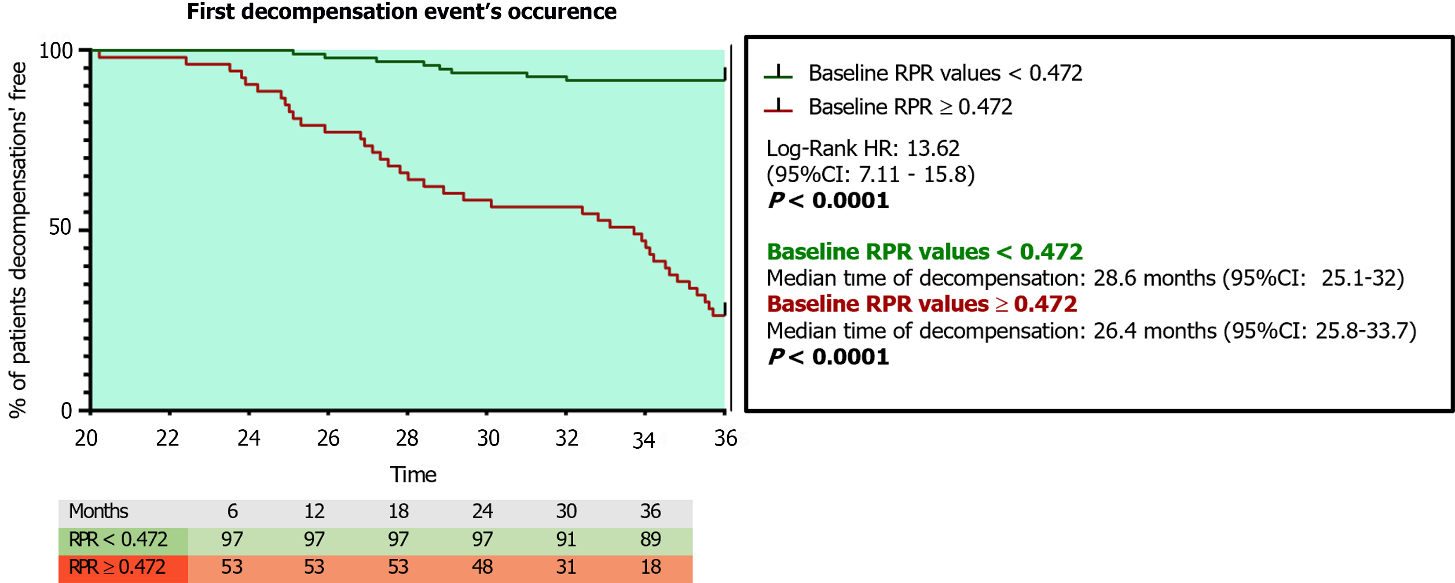 First decompensation event's occurence
% of patients decompensations' free
100
50
0
20 22 24 26 28 30 32 34 36
Time
Baseline RPR values < 0.472
Baseline RPR ≥ 0.472
Log-Rank HR: 13.62
(95%CI: 7.11 - 15.8)
P < 0.0001
Baseline RPR values < 0.472
Median tıme of decompensation: 28.6 months (95%CI: 25.1-32)
Baseline RPR values ≥ 0.472
Median tıme of decompensation: 26.4 months (95%CI: 25.8-33.7)
P < 0.0001
Months 6 12 18 24 30 36
RPR < 0.472 97 97 97 97 91 89
RPR ≥ 0.472 53 53 53 48 31 18